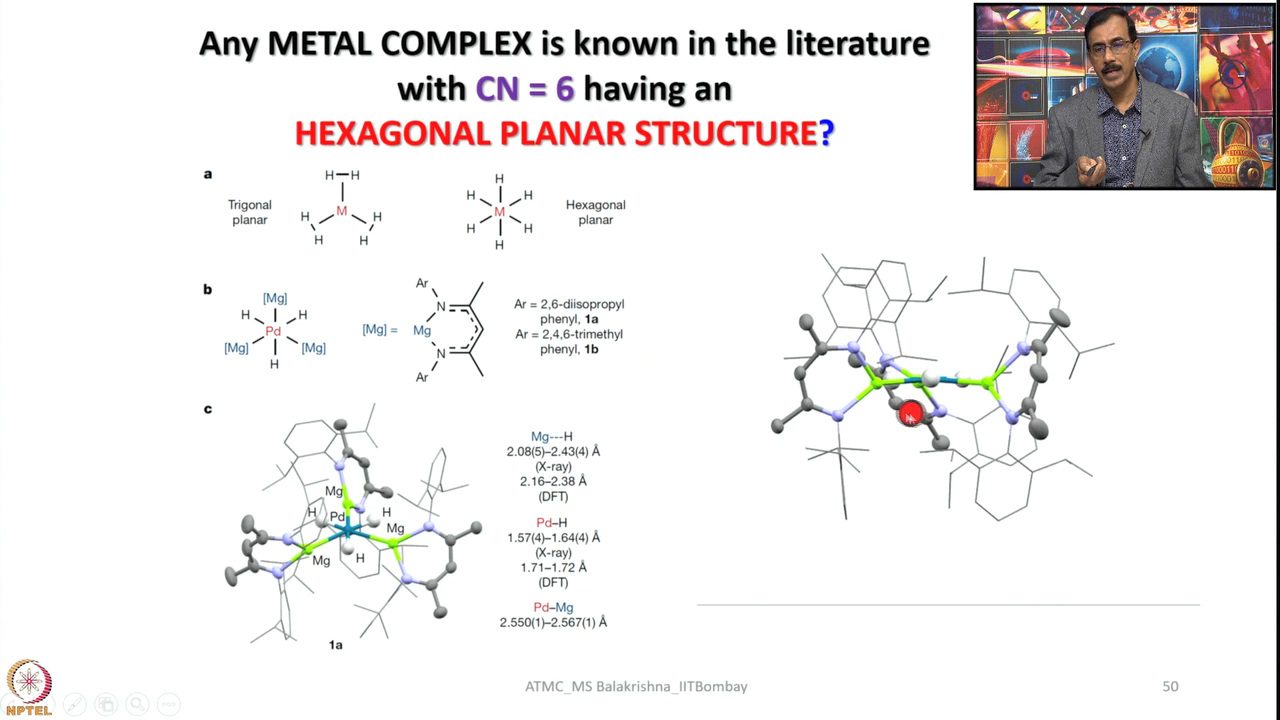 Any METAL COMPLEX is known in the literature
with CN = 6 having an
HEXAGONAL PLANAR STRUCTURE?
a
Trigonal
planar
H H
M
H H
H H
H
H H
M
H H
H
Hexagonal
planar
b
[Mg]
H H
Pd
[Mg] [Mg]
H
[Mg] =
Ar
N
Mg
N
Ar
Ar = 2,6-diisopropyl
phenyl, 1a
Ar = 2,4,6-trimethyl
phenyl, 1b
c
Mg
H Pd H
Mg
Mg H
1a
Mg---H
2.08(5)–2.43(4) Å
(X-ray)
2.16–2.38 Å
(DFT)
Pd–H
1.57(4)–1.64(4) Å
(X-ray)
1.71–1.72 Å
(DFT)
Pd–Mg
2.550(1)–2.567(1) Å
NPTEL
ATMC_MS Balakrishna_IITBombay
50